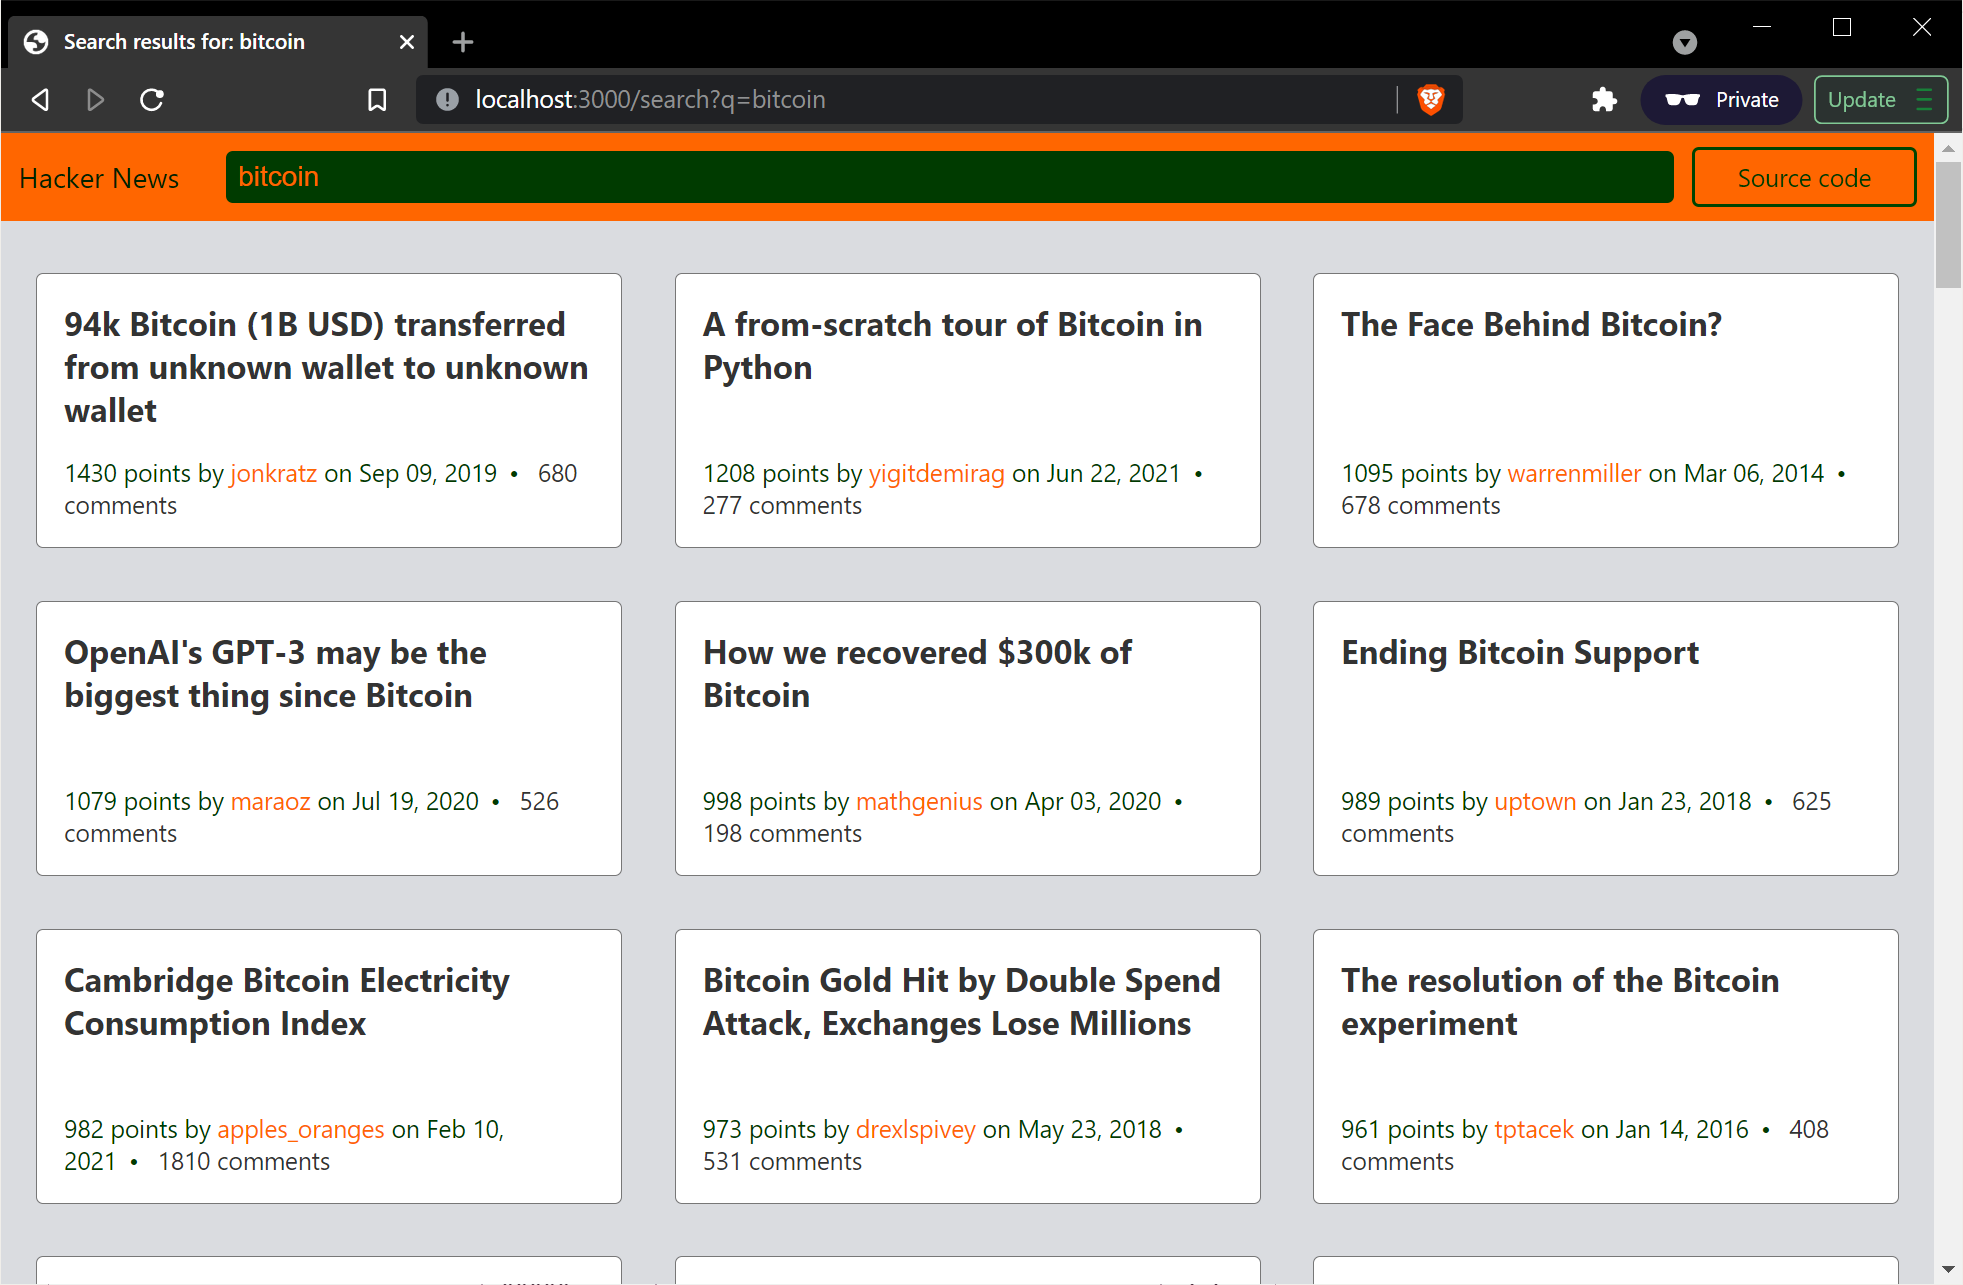 Search results for: bitcoin
localhost:3000/search?q=bitcoin
Private
Update
Hacker News
bitcoin
Source code
94k Bitcoin (1B USD) transferred
from unknown wallet to unknown
wallet
1430 points by jonkratz on Sep 09, 2019 • 680
comments
A from-scratch tour of Bitcoin in
Python
1208 points by yigitdemirag on Jun 22, 2021 •
277 comments
The Face Behind Bitcoin?
1095 points by warrenmiller on Mar 06, 2014 •
678 comments
OpenAI's GPT-3 may be the
biggest thing since Bitcoin
1079 points by maraoz on Jul 19, 2020 • 526
comments
How we recovered $300k of
Bitcoin
998 points by mathgenius on Apr 03, 2020 •
198 comments
Ending Bitcoin Support
989 points by uptown on Jan 23, 2018 • 625
comments
Cambridge Bitcoin Electricity
Consumption Index
982 points by apples_oranges on Feb 10,
2021 • 1810 comments
Bitcoin Gold Hit by Double Spend
Attack, Exchanges Lose Millions
973 points by drexlspivey on May 23, 2018 •
531 comments
The resolution of the Bitcoin
experiment
961 points by tptacek on Jan 14, 2016 • 408
comments